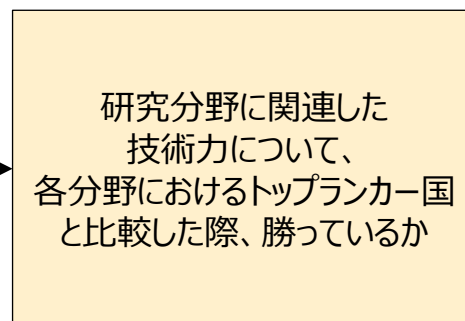 研究分野に関連した
技術力について、
各分野におけるトップランカー国
と比較した際、勝っているか